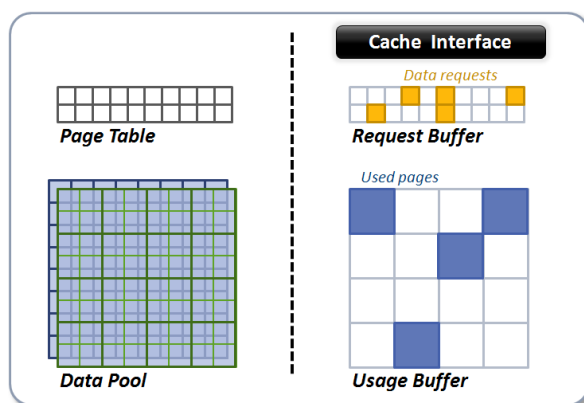 Cache Interface
Data requests
Page Table
Request Buffer
Used pages
Data Pool
Usage Buffer